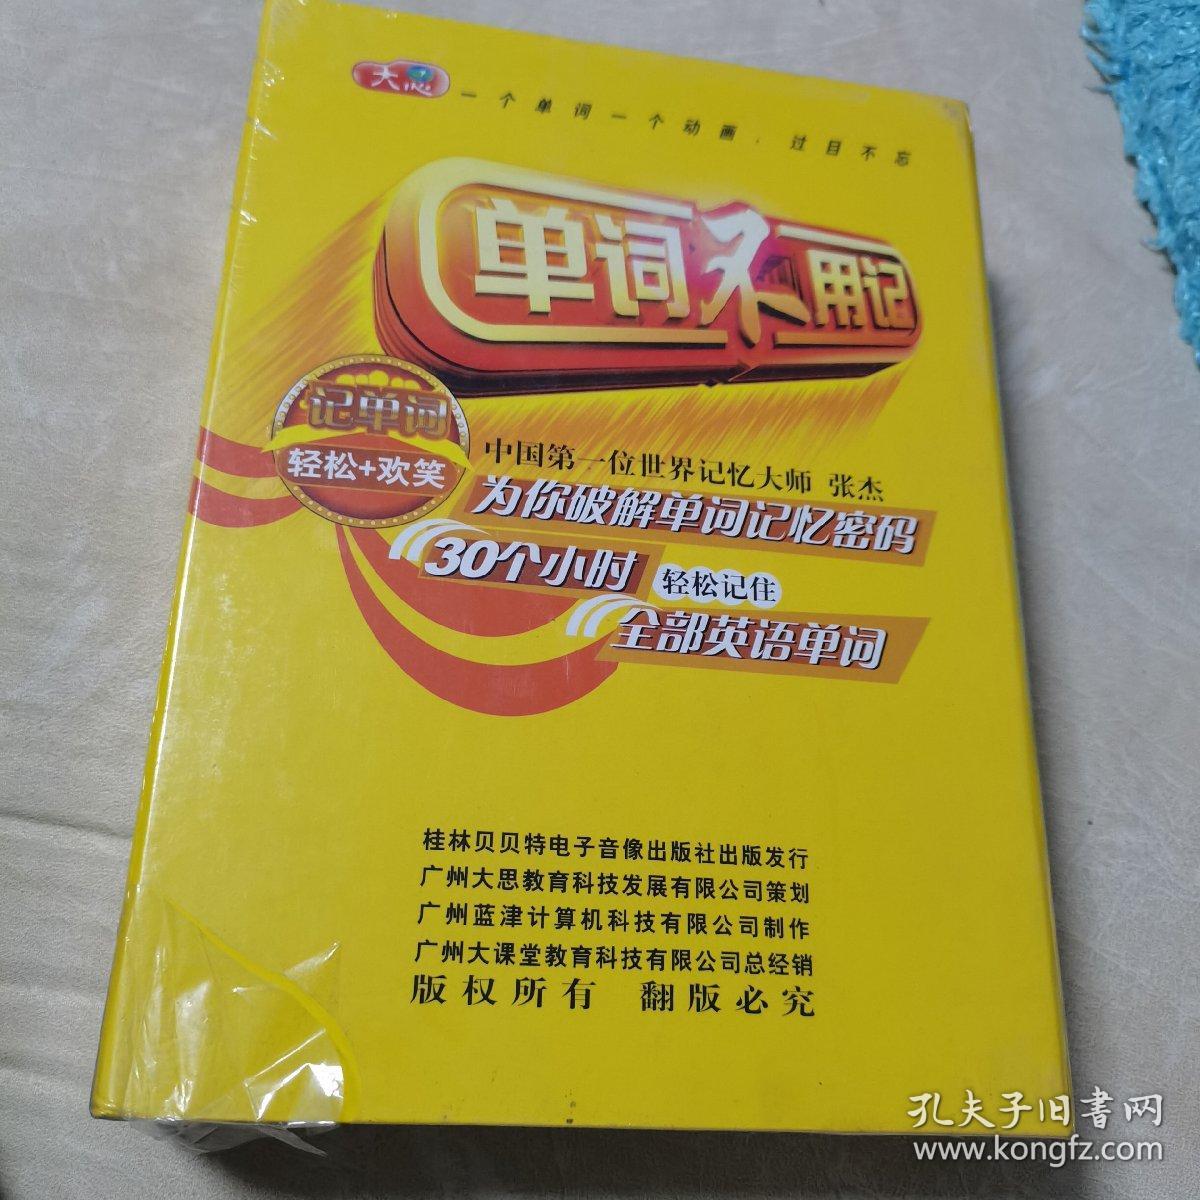 大思
一个单词一个动画，过目不忘
单词不用记
记单词
轻松+欢笑
中国第一位世界记忆大师 张杰
为你破解单词记忆密码
30个小时 轻松记住
全部英语单词
桂林贝贝特电子音像出版社出版发行
广州大思教育科技发展有限公司策划
广州蓝津计算机科技有限公司制作
广州大课堂教育科技有限公司总经销
版权所有 翻版必究
孔夫子旧书网
www.kongfz.com